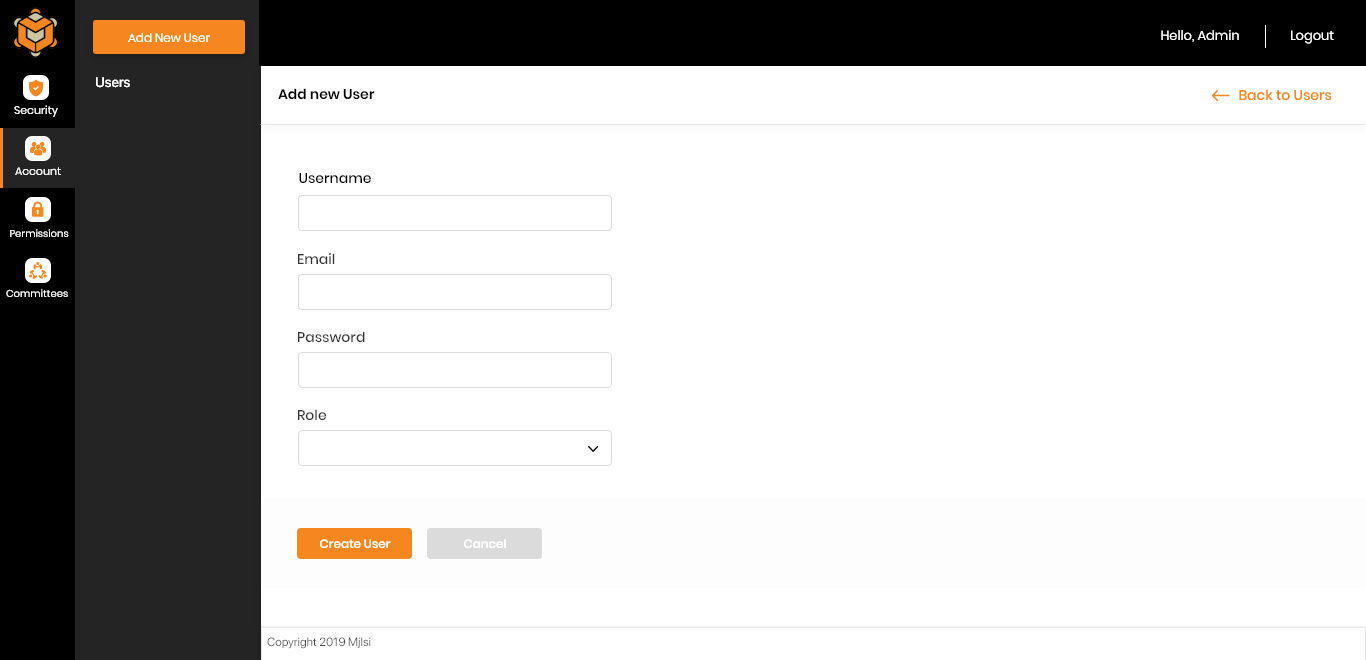 Add New User
Hello, Admin
Logout
Security
Account
Permissions
Committees
Users
Add new User
Back to Users
Username
Email
Password
Role
Create User
Cancel
Copyright 2019 Mjlsi